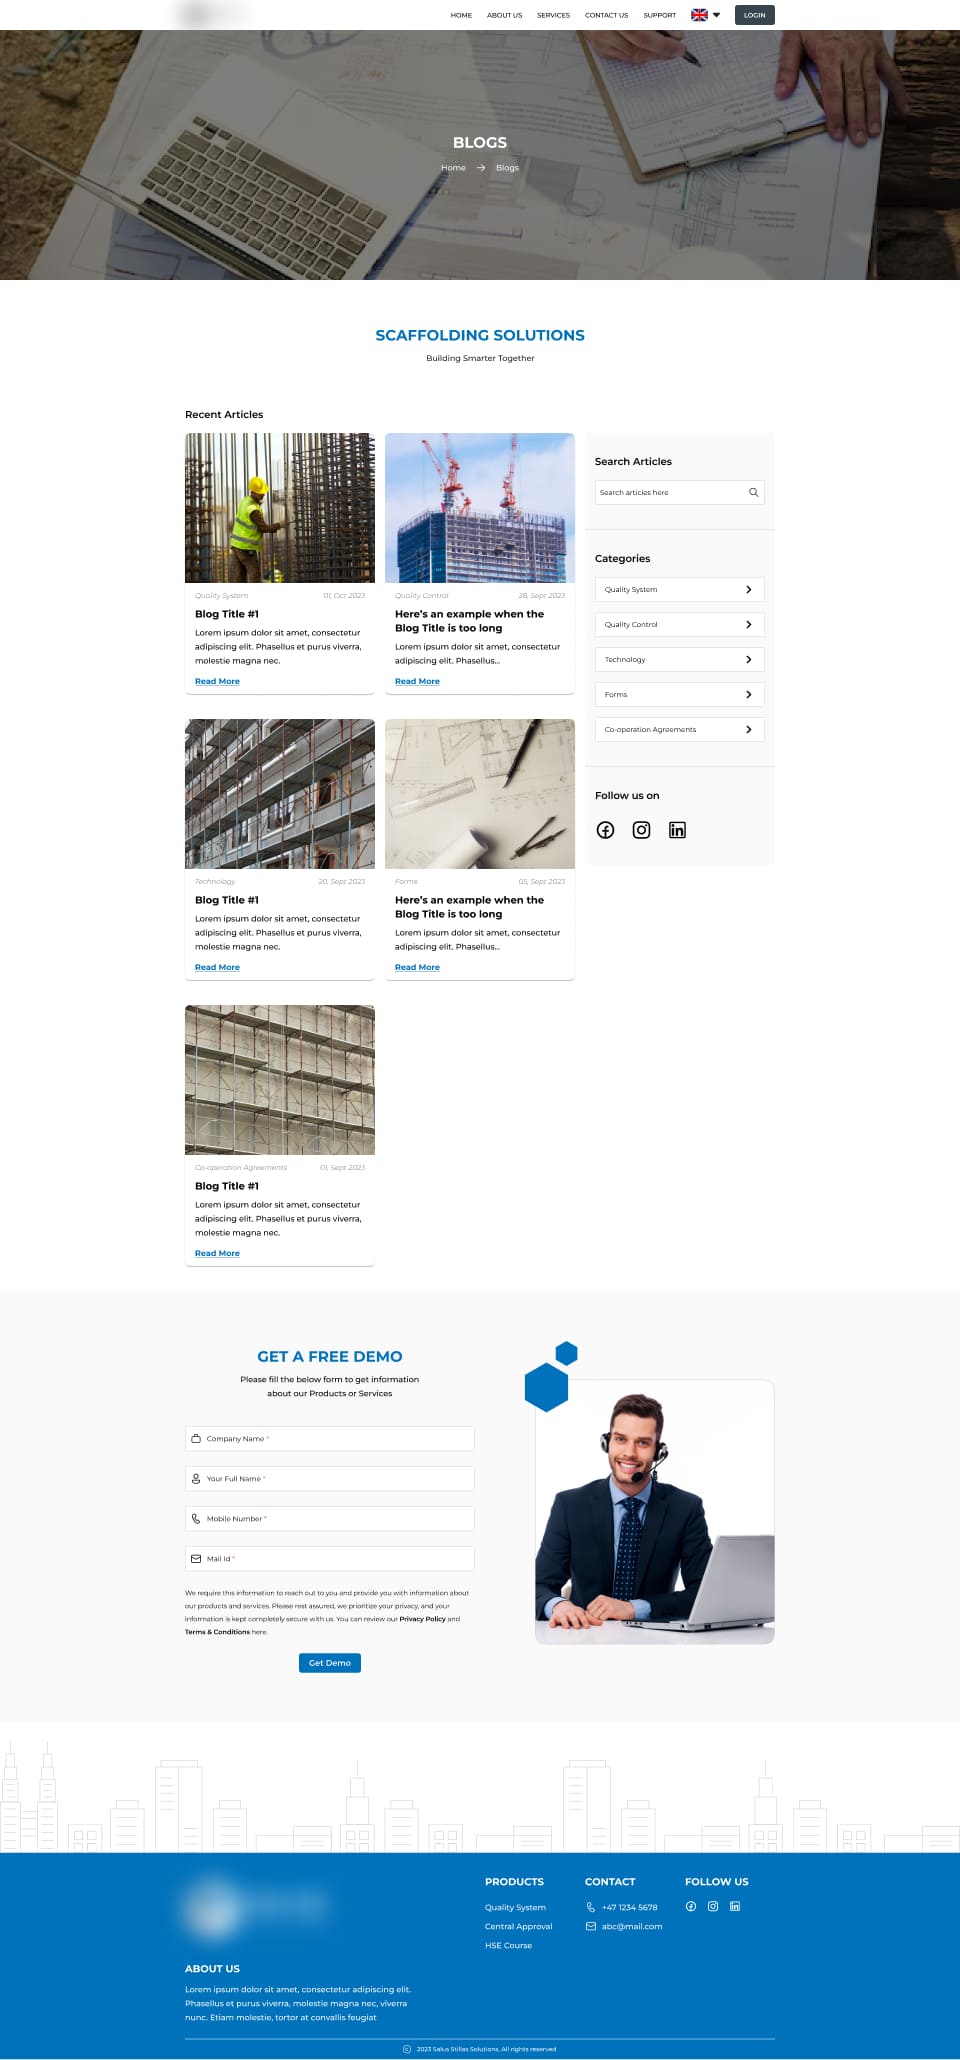 HOME ABOUT US SERVICES CONTACT US SUPPORT LOGIN
BLOGS
Home → Blogs
SCAFFOLDING SOLUTIONS
Building Smarter Together
Recent Articles
Quality System 01, Oct 2023
Blog Title #1
Lorem ipsum dolor sit amet, consectetur
adipiscing elit. Phasellus et purus viverra,
molestie magna nec.
Read More
Quality Control 28, Sept 2023
Here's an example when the
Blog Title is too long
Lorem ipsum dolor sit amet, consectetur
adipiscing elit. Phasellus...
Read More
Technology 20, Sept 2023
Blog Title #1
Lorem ipsum dolor sit amet, consectetur
adipiscing elit. Phasellus et purus viverra,
molestie magna nec.
Read More
Forms 05, Sept 2023
Here's an example when the
Blog Title is too long
Lorem ipsum dolor sit amet, consectetur
adipiscing elit. Phasellus...
Read More
Co-operation Agreements 01, Sept 2023
Blog Title #1
Lorem ipsum dolor sit amet, consectetur
adipiscing elit. Phasellus et purus viverra,
molestie magna nec.
Read More
Search Articles
Search articles here
Categories
Quality System
Quality Control
Technology
Forms
Co-operation Agreements
Follow us on
GET A FREE DEMO
Please fill the below form to get information
about our Products or Services
Company Name *
Your Full Name *
Mobile Number *
Mail Id *
We require this information to reach out to you and provide you with information about
our products and services. Please rest assured, we prioritize your privacy, and your
information is kept completely secure with us. You can review our Privacy Policy and
Terms & Conditions here.
Get Demo
ABOUT US
Lorem ipsum dolor sit amet, consectetur adipiscing elit.
Phasellus et purus viverra, molestie magna nec, viverra
nunc. Etiam molestie, tortor at convallis feugiat
PRODUCTS
Quality System
Central Approval
HSE Course
CONTACT
+47 1234 5678
abc@mail.com
FOLLOW US
© 2023 Salus Stillas Solutions, All rights reserved